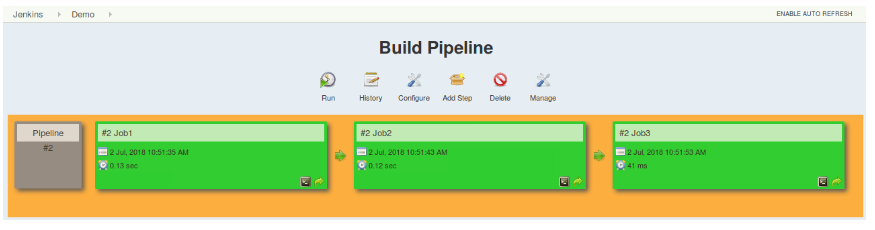 Jenkins Demo ENABLE AUTO REFRESH
Build Pipeline
Run History Configure Add Step Delete Manage
Pipeline
#2
#2 Job1
2 Jul, 2018 10:51:35 AM
0.13 sec
#2 Job2
2 Jul, 2018 10:51:43 AM
0.12 sec
#2 Job3
2 Jul, 2018 10:51:53 AM
41 ms